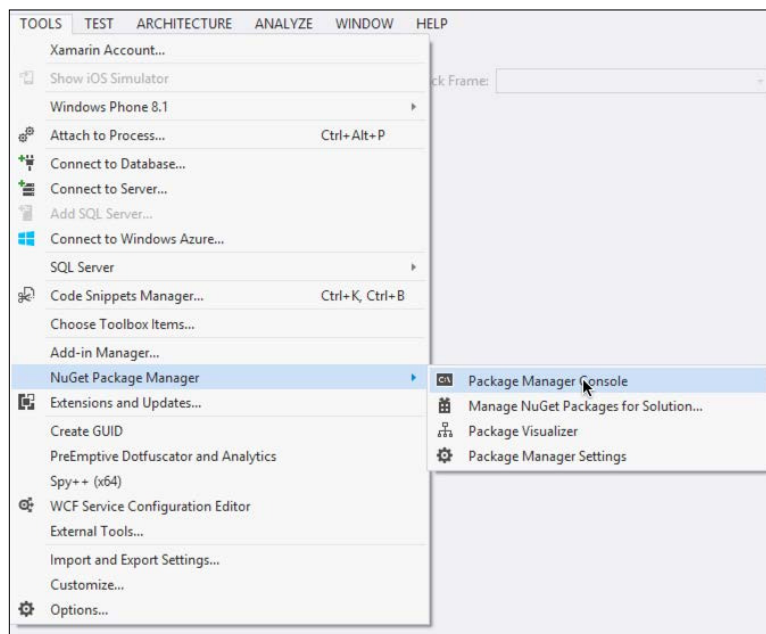 TOOLS TEST ARCHITECTURE ANALYZE WINDOW HELP
Xamarin Account...
Show iOS Simulator
ck Frame:
Windows Phone 8.1
Attach to Process... Ctrl+Alt+P
Connect to Database...
Connect to Server...
Add SQL Server...
Connect to Windows Azure...
SQL Server
Code Snippets Manager... Ctrl+K, Ctrl+B
Choose Toolbox Items...
Add-in Manager...
NuGet Package Manager
Extensions and Updates...
Create GUID
PreEmptive Dotfuscator and Analytics
Spy++ (x64)
WCF Service Configuration Editor
External Tools...
Import and Export Settings...
Customize...
Options...
Package Manager Console
Manage NuGet Packages for Solution...
Package Visualizer
Package Manager Settings